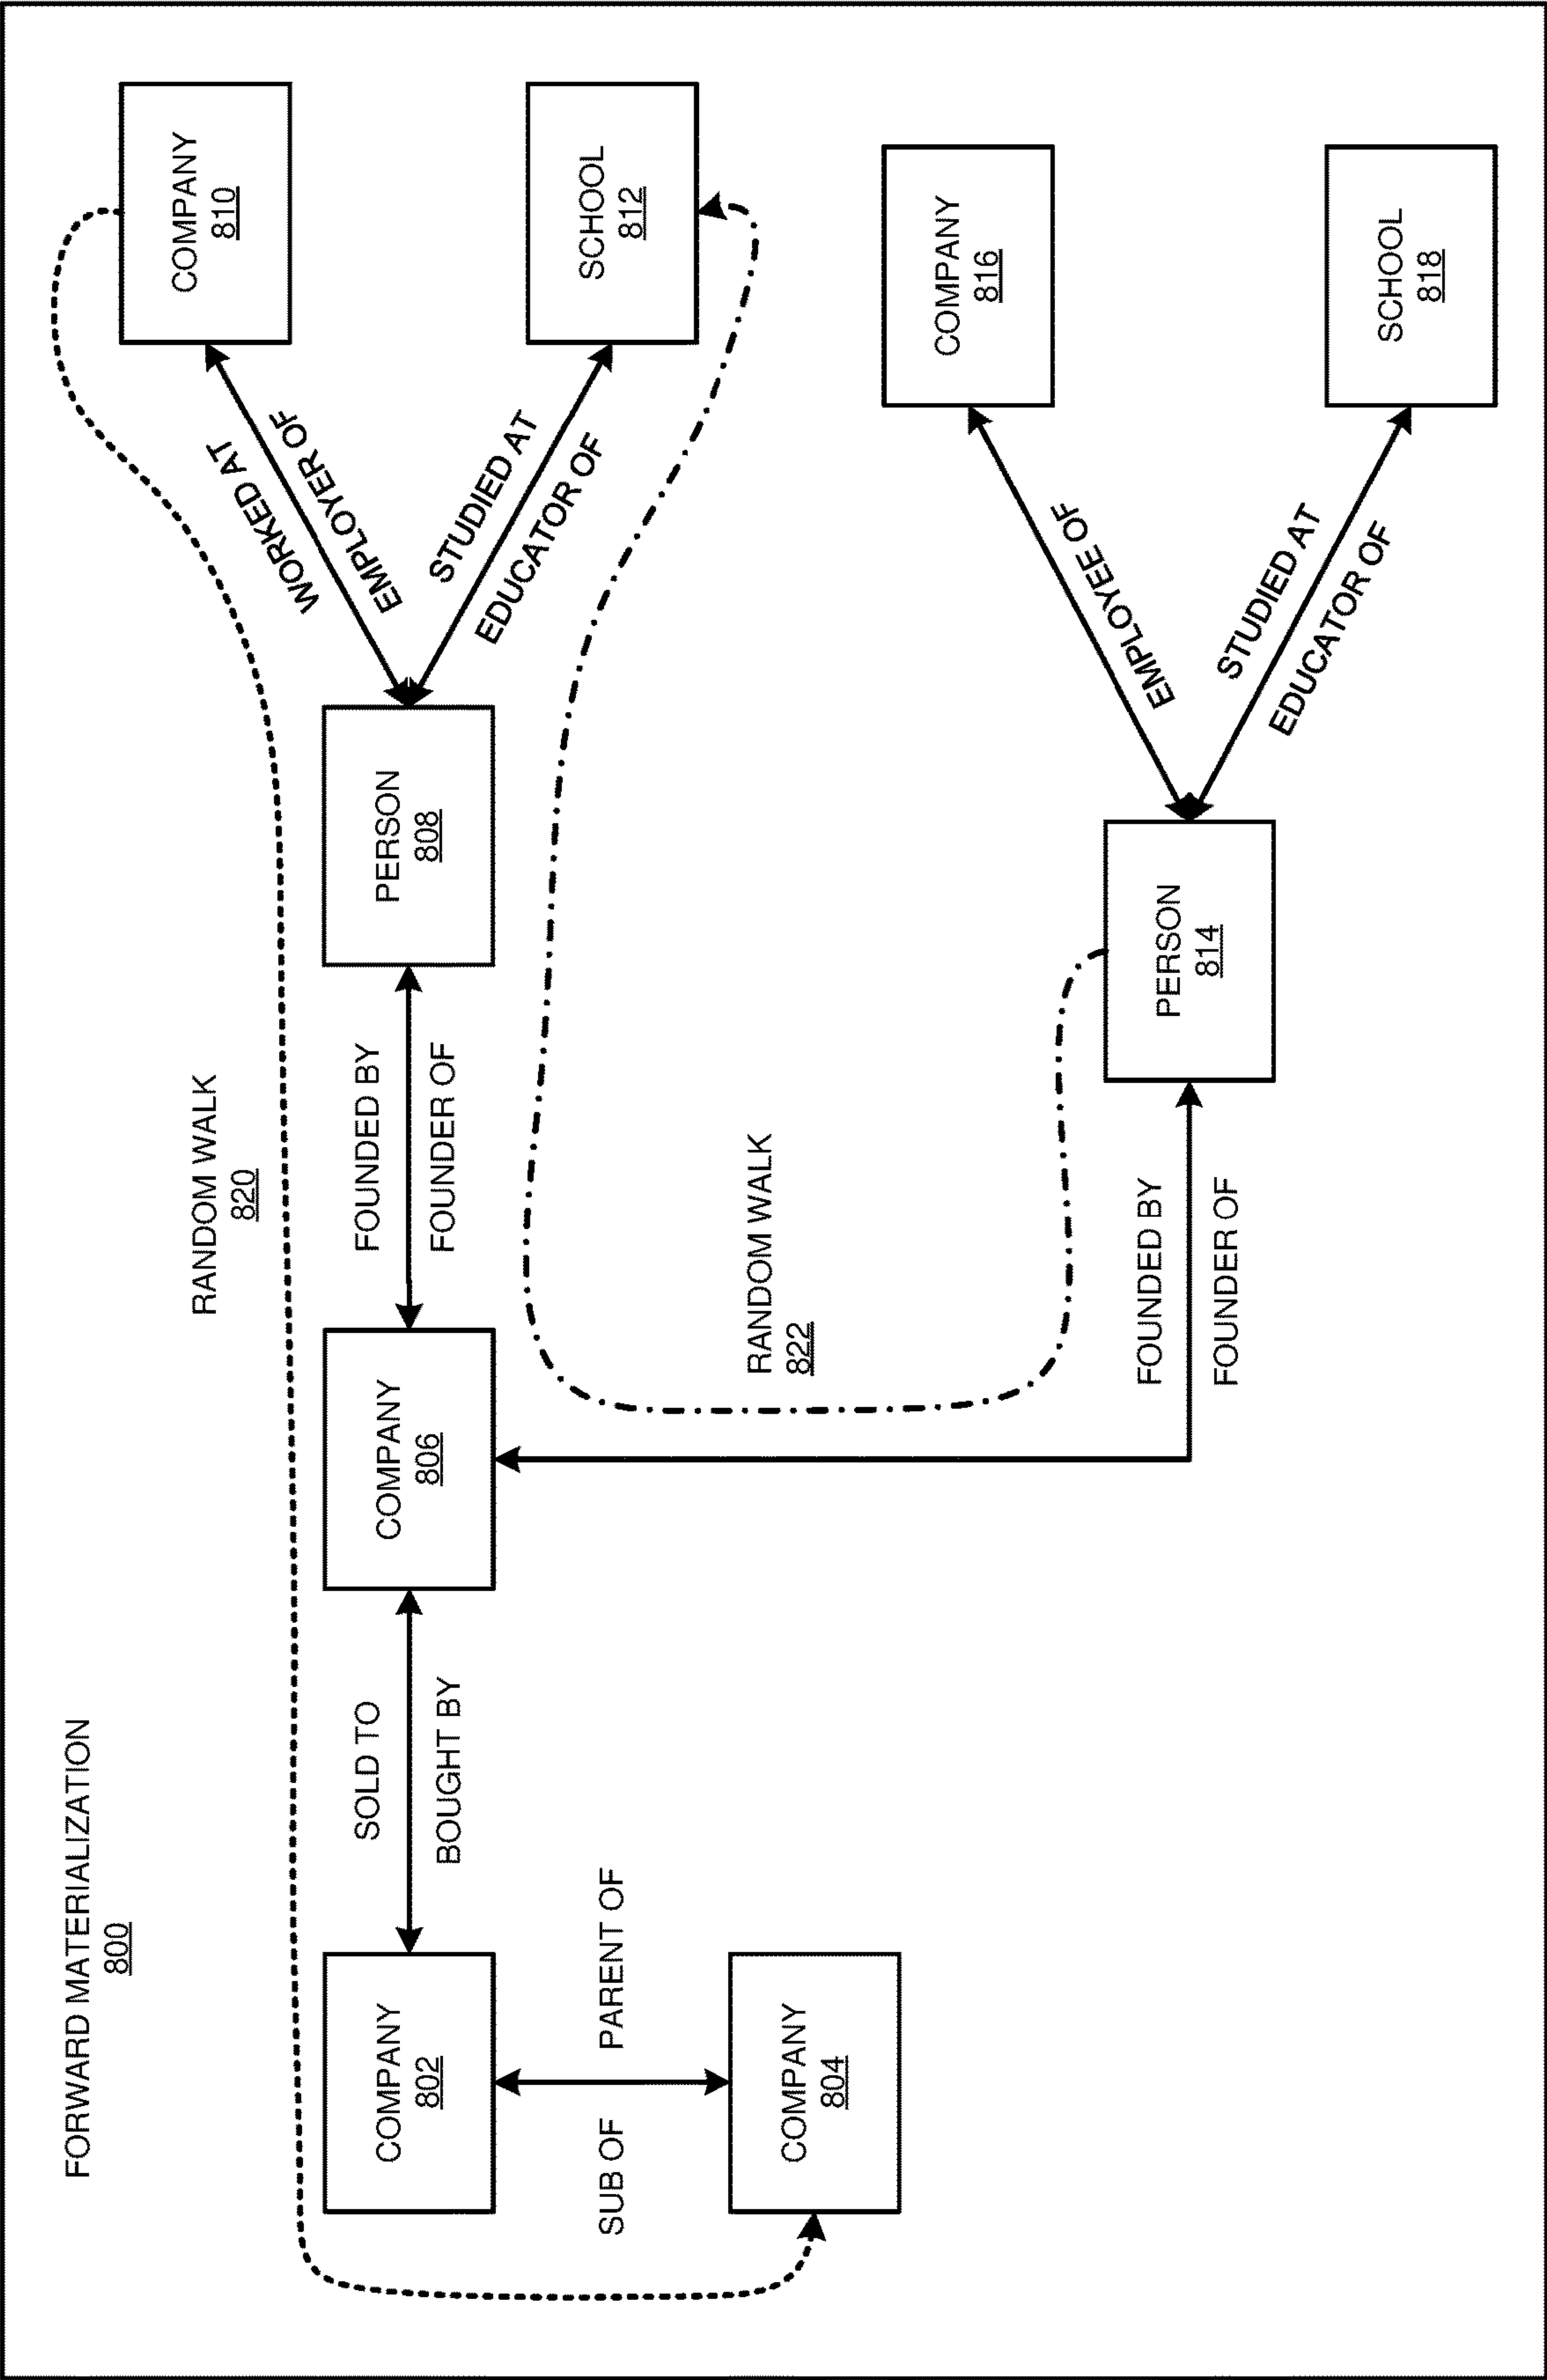 FORWARD MATERIALIZATION
800
RANDOM WALK
820
COMPANY
802
SOLD TO
BOUGHT BY
COMPANY
806
FOUNDED BY
FOUNDER OF
PERSON
808
WORKED AT
EMPLOYER OF
COMPANY
810
STUDIED AT
EDUCATOR OF
SCHOOL
812
SUB OF
PARENT OF
COMPANY
804
RANDOM WALK
822
FOUNDED BY
FOUNDER OF
PERSON
814
EMPLOYEE OF
COMPANY
816
STUDIED AT
EDUCATOR OF
SCHOOL
818